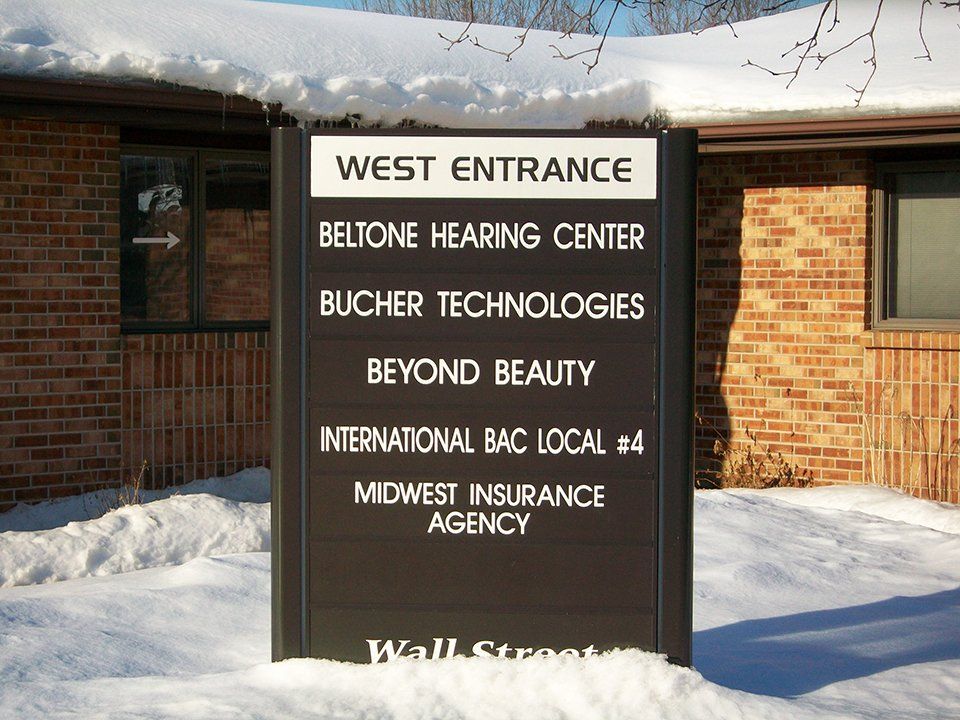 WEST ENTRANCE
BELTONE HEARING CENTER
BUCHER TECHNOLOGIES
BEYOND BEAUTY
INTERNATIONAL BAC LOCAL #4
MIDWEST INSURANCE
AGENCY
Wall Street